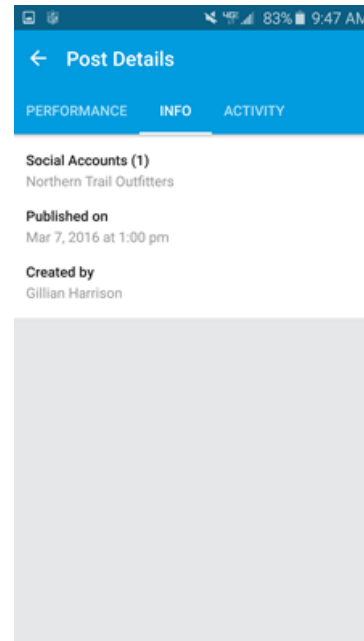 83% 9:47 AM
Post Details
PERFORMANCE INFO ACTIVITY
Social Accounts (1)
Northern Trail Outfitters
Published on
Mar 7, 2016 at 1:00 pm
Created by
Gillian Harrison